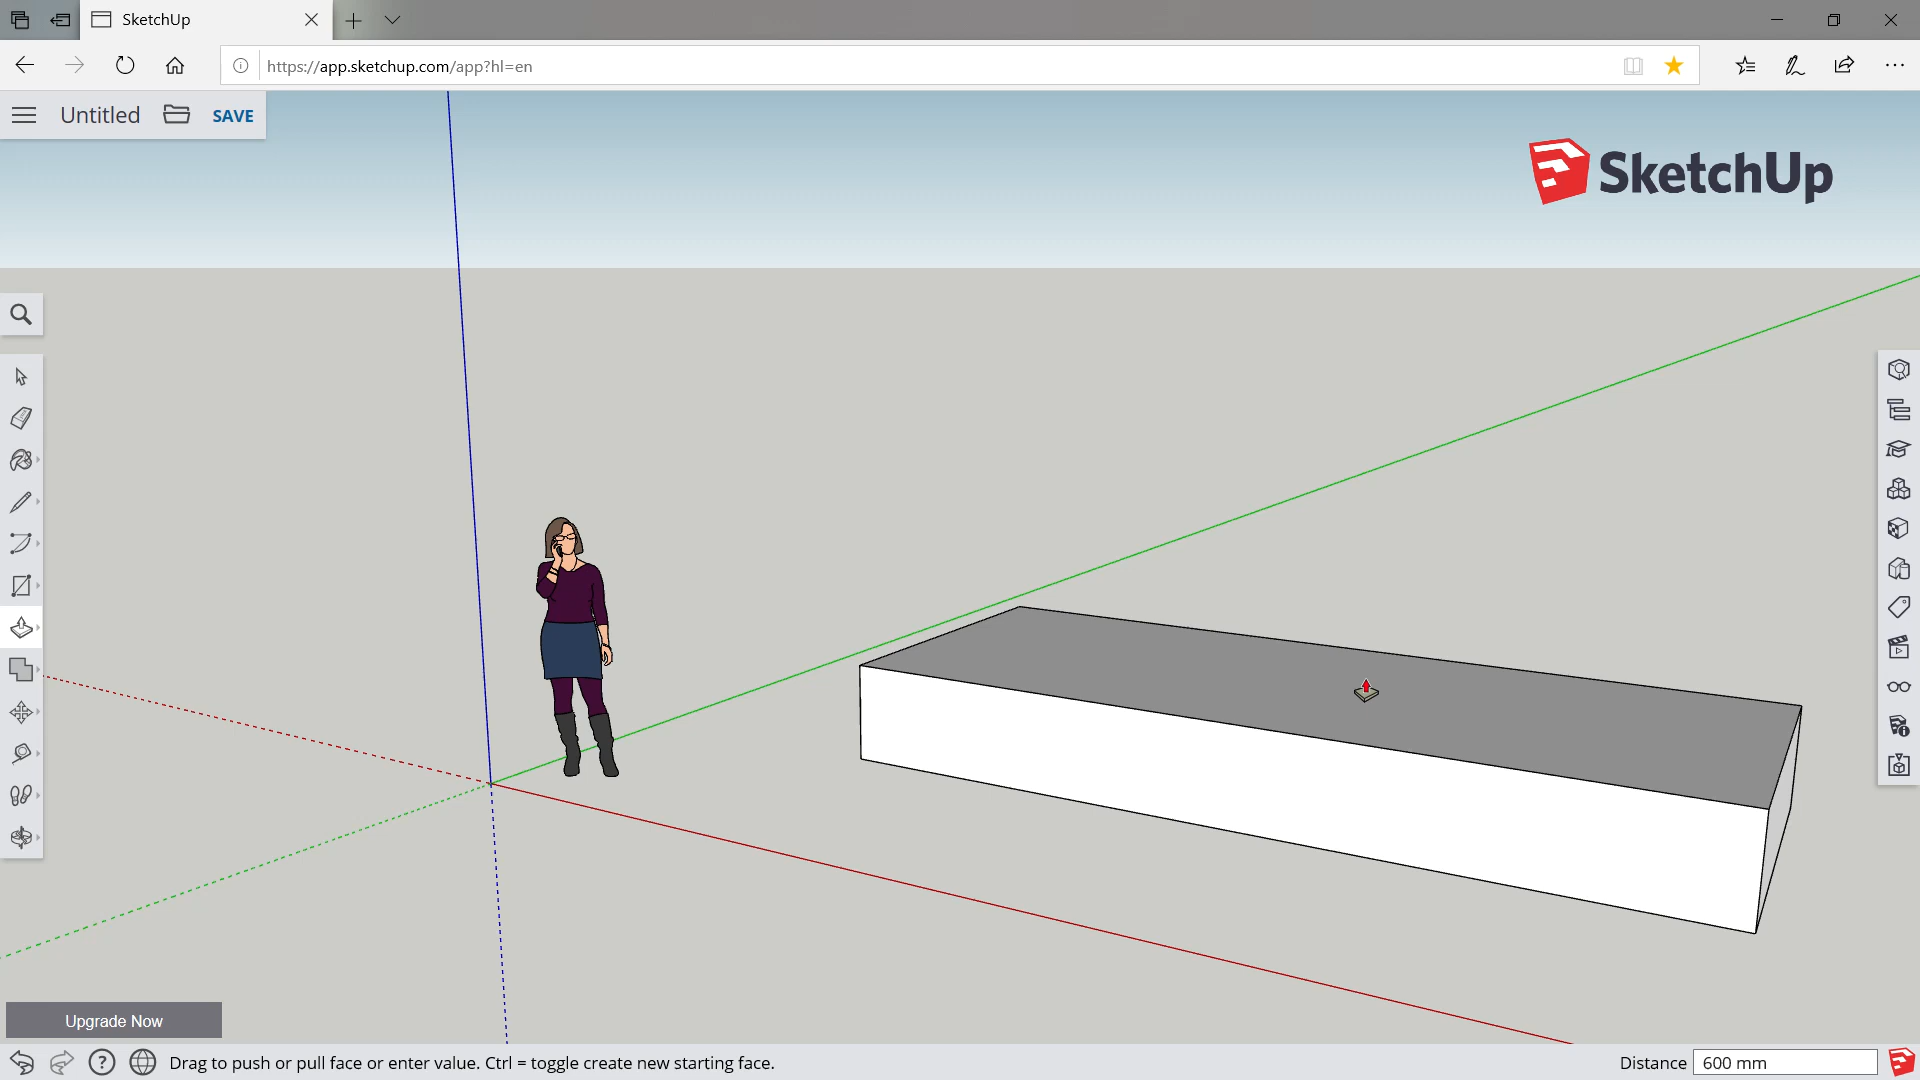 SketchUp
https://app.sketchup.com/app?hl=en
Untitled
SAVE
SketchUp
Upgrade Now
Drag to push or pull face or enter value. Ctrl = toggle create new starting face.
Distance 600 mm